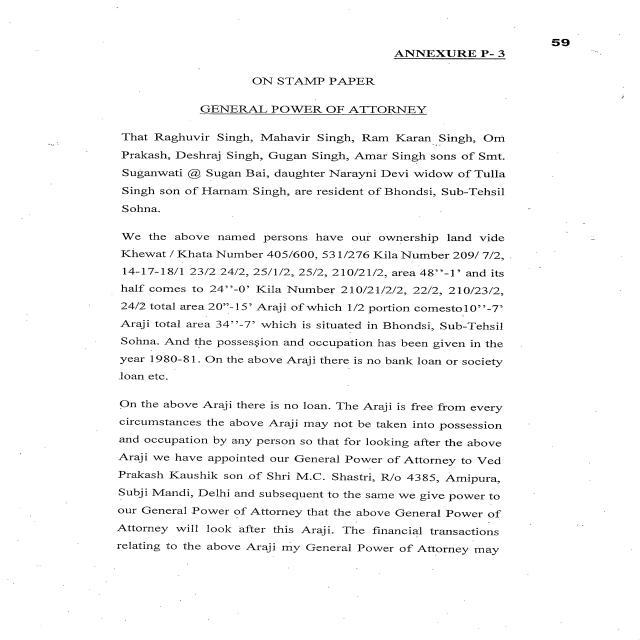 59
ANNEXURE P- 3
ON STAMP PAPER
GENERAL POWER OF ATTORNEY
That Raghuvir Singh, Mahavir Singh, Ram Karan Singh, Om
Prakash, Deshraj Singh, Gugan Singh, Amar Singh sons of Smt.
Suganwati @ Sugan Bai, daughter Narayni Devi widow of Tulla
Singh son of Harnam Singh, are resident of Bhondsi, Sub-Tehsil
Sohna.
We the above named persons have our ownership land vide
Khewat / Khata Number 405/600, 531/276 Kila Number 209/ 7/2,
14-17-18/1 23/2 24/2, 25/1/2, 25/2, 210/21/2, area 48''-1' and its
half comes to 24''-0' Kila Number 210/21/2/2, 22/2, 210/23/2,
24/2 total area 20"-15' Araji of which 1/2 portion comesto10''-7'
Araji total area 34''-7' which is situated in Bhondsi, Sub-Tehsil
Sohna. And the possession and occupation has been given in the
year 1980-81. On the above Araji there is no bank loan or society
loan etc.
On the above Araji there is no loan. The Araji is free from every
circumstances the above Araji may not be taken into possession
and occupation by any person so that for looking after the above
Araji we have appointed our General Power of Attorney to Ved
Prakash Kaushik son of Shri M.C. Shastri, R/o 4385, Amipura,
Subji Mandi, Delhi and subsequent to the same we give power to
our General Power of Attorney that the above General Power of
Attorney will look after this Araji. The financial transactions
relating to the above Araji my General Power of Attorney may